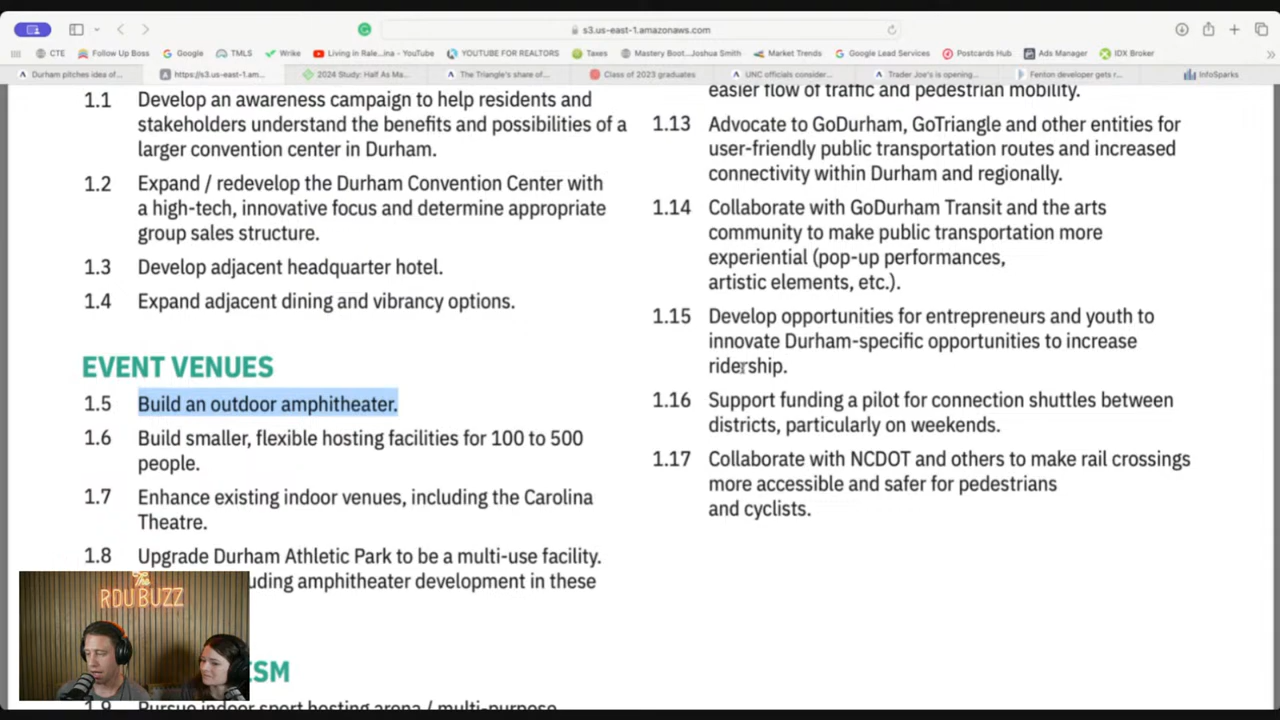 s3.us-east-1.amazonaws.com
CTE
Follow Up Boss
Google
TMLS
Wrike
Living in Rale...ina - YouTube
YOUTUBE FOR REALTORS
Taxes
Mastery Boot...Joshua Smith
Market Trends
Google Lead Services
Postcards Hub
Ads Manager
IDX Broker
Durham pitches idea of...
https://s3.us-east-1.am...
2024 Study: Half As Ma...
The Triangle's share of...
Class of 2023 graduates
UNC officials consider...
Trader Joe's is opening...
Fenton developer gets r...
InfoSparks
1.1 Develop an awareness campaign to help residents and
stakeholders understand the benefits and possibilities of a
larger convention center in Durham.
1.2 Expand / redevelop the Durham Convention Center with
a high-tech, innovative focus and determine appropriate
group sales structure.
1.3 Develop adjacent headquarter hotel.
1.4 Expand adjacent dining and vibrancy options.
EVENT VENUES
1.5 Build an outdoor amphitheater.
1.6 Build smaller, flexible hosting facilities for 100 to 500
people.
1.7 Enhance existing indoor venues, including the Carolina
Theatre.
1.8 Upgrade Durham Athletic Park to be a multi-use facility.
amphitheater development in these
1.9 Pursue indoor sport hosting arena / multi-purpose
easier flow of traffic and pedestrian mobility.
1.13 Advocate to GoDurham, GoTriangle and other entities for
user-friendly public transportation routes and increased
connectivity within Durham and regionally.
1.14 Collaborate with GoDurham Transit and the arts
community to make public transportation more
experiential (pop-up performances,
artistic elements, etc.).
1.15 Develop opportunities for entrepreneurs and youth to
innovate Durham-specific opportunities to increase
ridership.
1.16 Support funding a pilot for connection shuttles between
districts, particularly on weekends.
1.17 Collaborate with NCDOT and others to make rail crossings
more accessible and safer for pedestrians
and cyclists.
The
RDU BUZZ